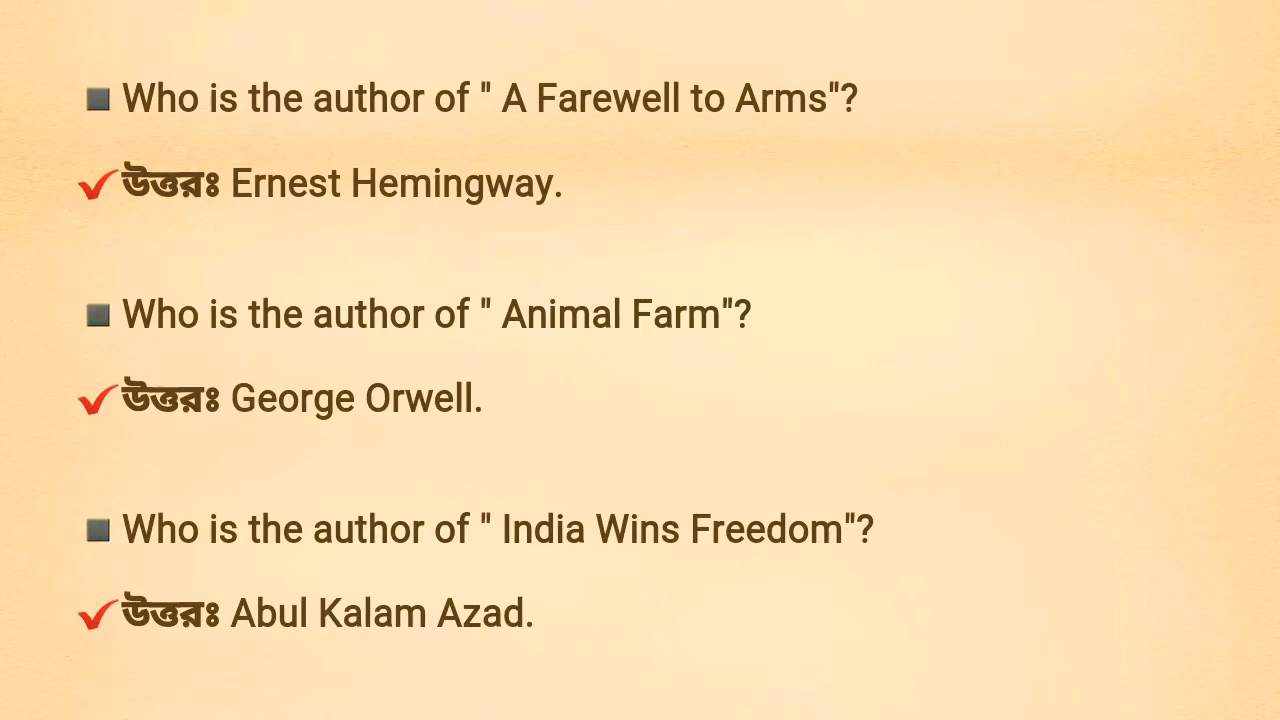 ◾ Who is the author of " A Farewell to Arms"?
✔উত্তরঃ Ernest Hemingway.
◾ Who is the author of " Animal Farm"?
✔উত্তরঃ George Orwell.
◾ Who is the author of " India Wins Freedom"?
✔উত্তরঃ Abul Kalam Azad.